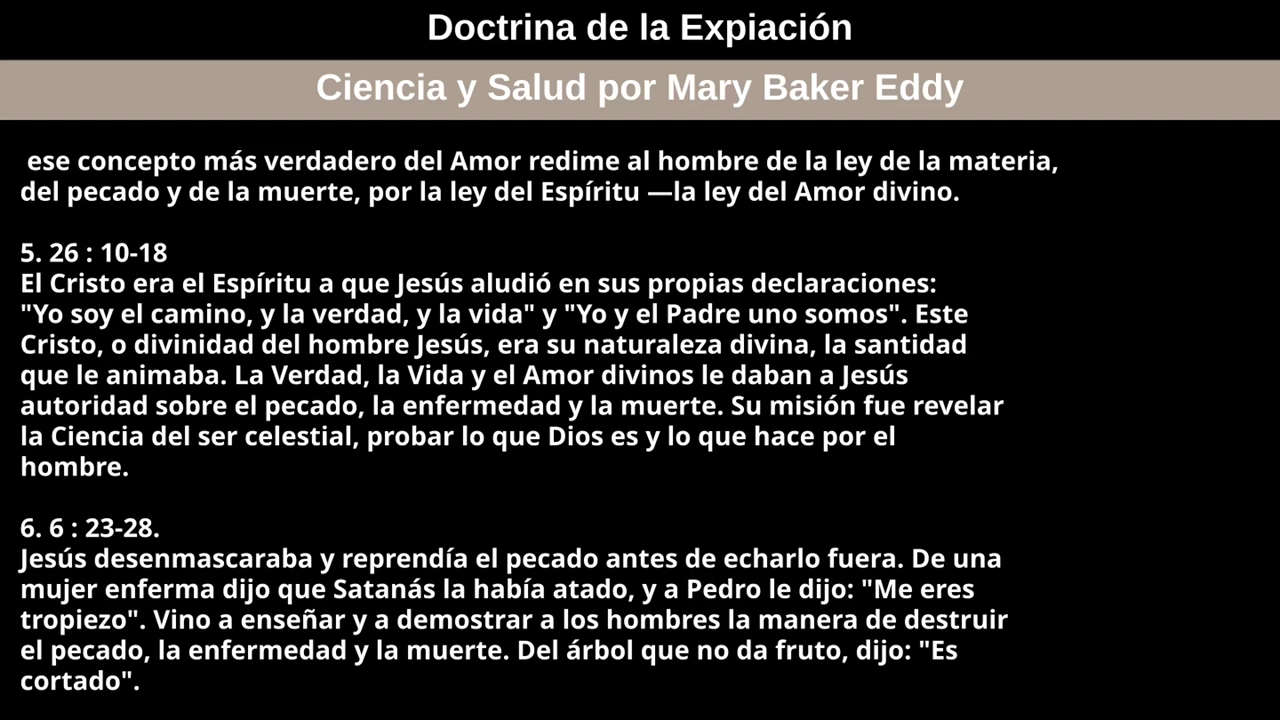 Doctrina de la Expiación
Ciencia y Salud por Mary Baker Eddy
ese concepto más verdadero del Amor redime al hombre de la ley de la materia,
del pecado y de la muerte, por la ley del Espíritu —la ley del Amor divino.
5. 26 : 10-18
El Cristo era el Espíritu a que Jesús aludió en sus propias declaraciones:
"Yo soy el camino, y la verdad, y la vida" y "Yo y el Padre uno somos". Este
Cristo, o divinidad del hombre Jesús, era su naturaleza divina, la santidad
que le animaba. La Verdad, la Vida y el Amor divinos le daban a Jesús
autoridad sobre el pecado, la enfermedad y la muerte. Su misión fue revelar
la Ciencia del ser celestial, probar lo que Dios es y lo que hace por el
hombre.
6. 6 : 23-28.
Jesús desenmascaraba y reprendía el pecado antes de echarlo fuera. De una
mujer enferma dijo que Satanás la había atado, y a Pedro le dijo: "Me eres
tropiezo". Vino a enseñar y a demostrar a los hombres la manera de destruir
el pecado, la enfermedad y la muerte. Del árbol que no da fruto, dijo: "Es
cortado".